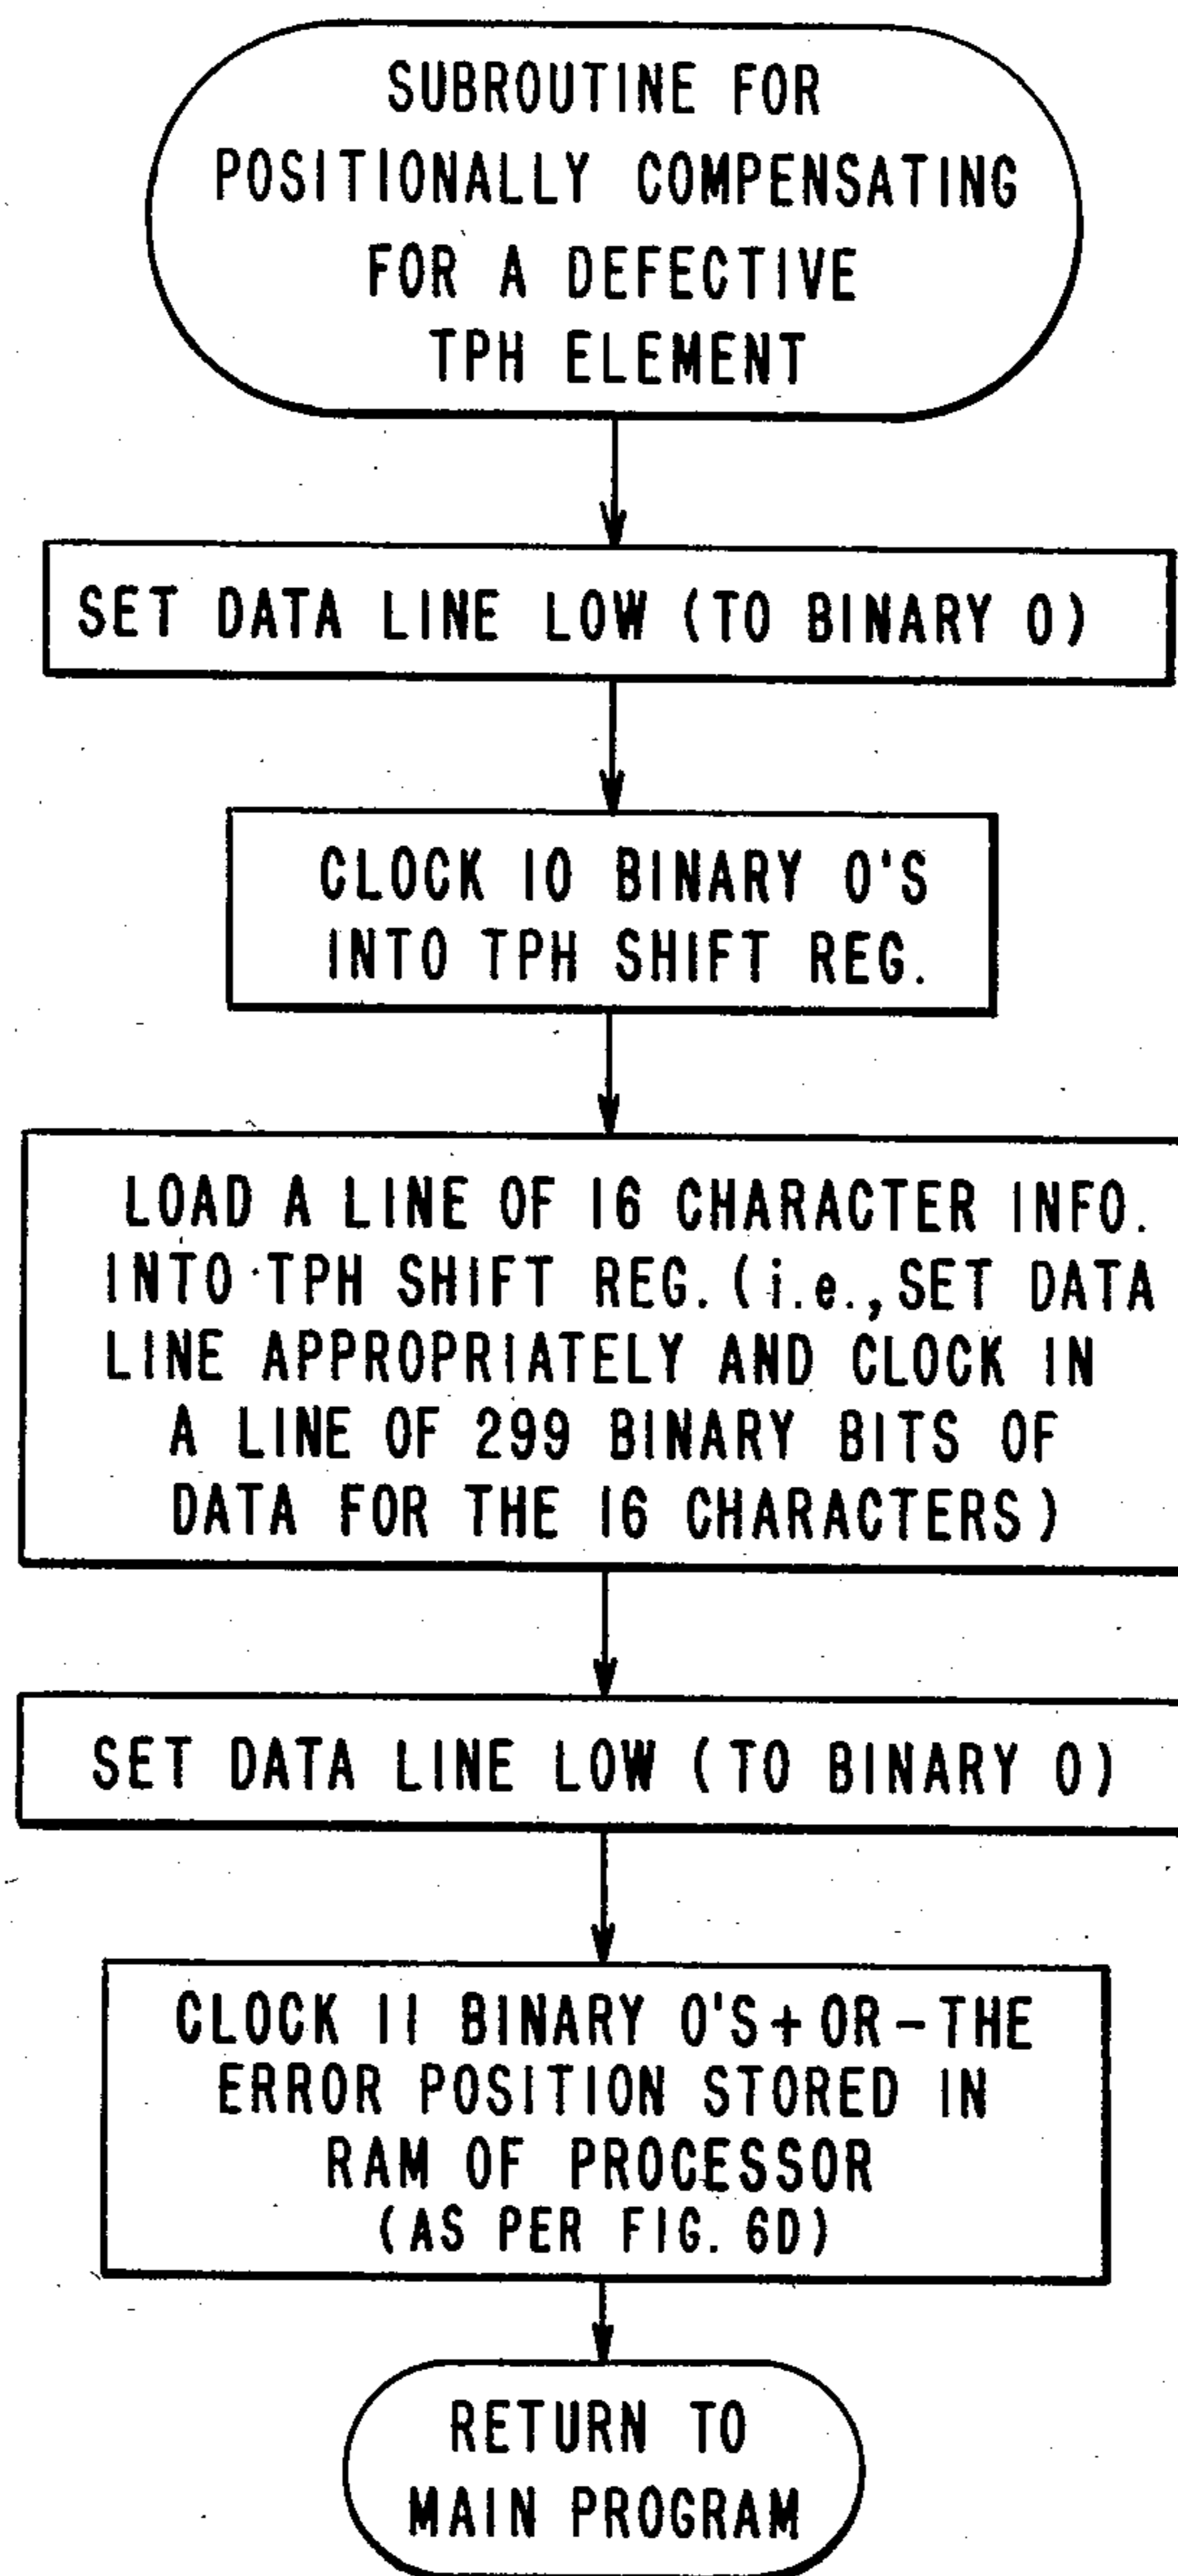 SUBROUTINE FOR
POSITIONALLY COMPENSATING
FOR A DEFECTIVE
TPH ELEMENT
SET DATA LINE LOW (TO BINARY 0)
CLOCK 10 BINARY 0'S
INTO TPH SHIFT REG.
LOAD A LINE OF 16 CHARACTER INFO.
INTO TPH SHIFT REG. (i.e., SET DATA
LINE APPROPRIATELY AND CLOCK IN
A LINE OF 299 BINARY BITS OF
DATA FOR THE 16 CHARACTERS)
SET DATA LINE LOW (TO BINARY 0)
CLOCK 11 BINARY 0'S + OR - THE
ERROR POSITION STORED IN
RAM OF PROCESSOR
(AS PER FIG. 6D)
RETURN TO
MAIN PROGRAM